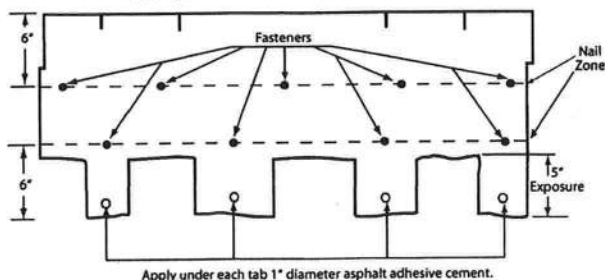 6"
Fasteners
Nail
Zone
6"
5"
Exposure
Apply under each tab 1" diameter asphalt adhesive cement.